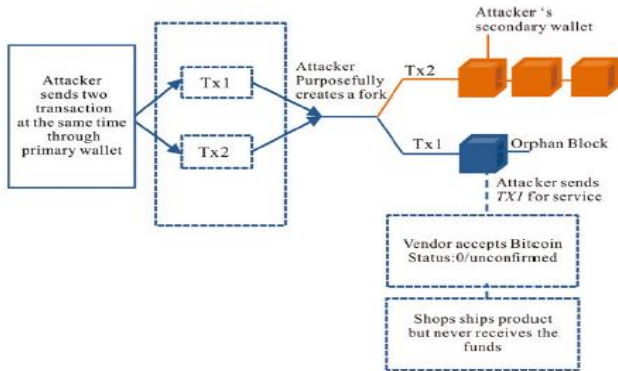 Attacker
sends two
transaction
at the same time
through
primary wallet
Tx1
Tx2
Attacker
Purposefully
creates a fork
Tx2
Tx1
Attacker ‘s
secondary wallet
Orphan Block
Attacker sends
TX1 for service
Vendor accepts Bitcoin
Status:0/unconfirmed
Shops ships product
but never receives the
funds